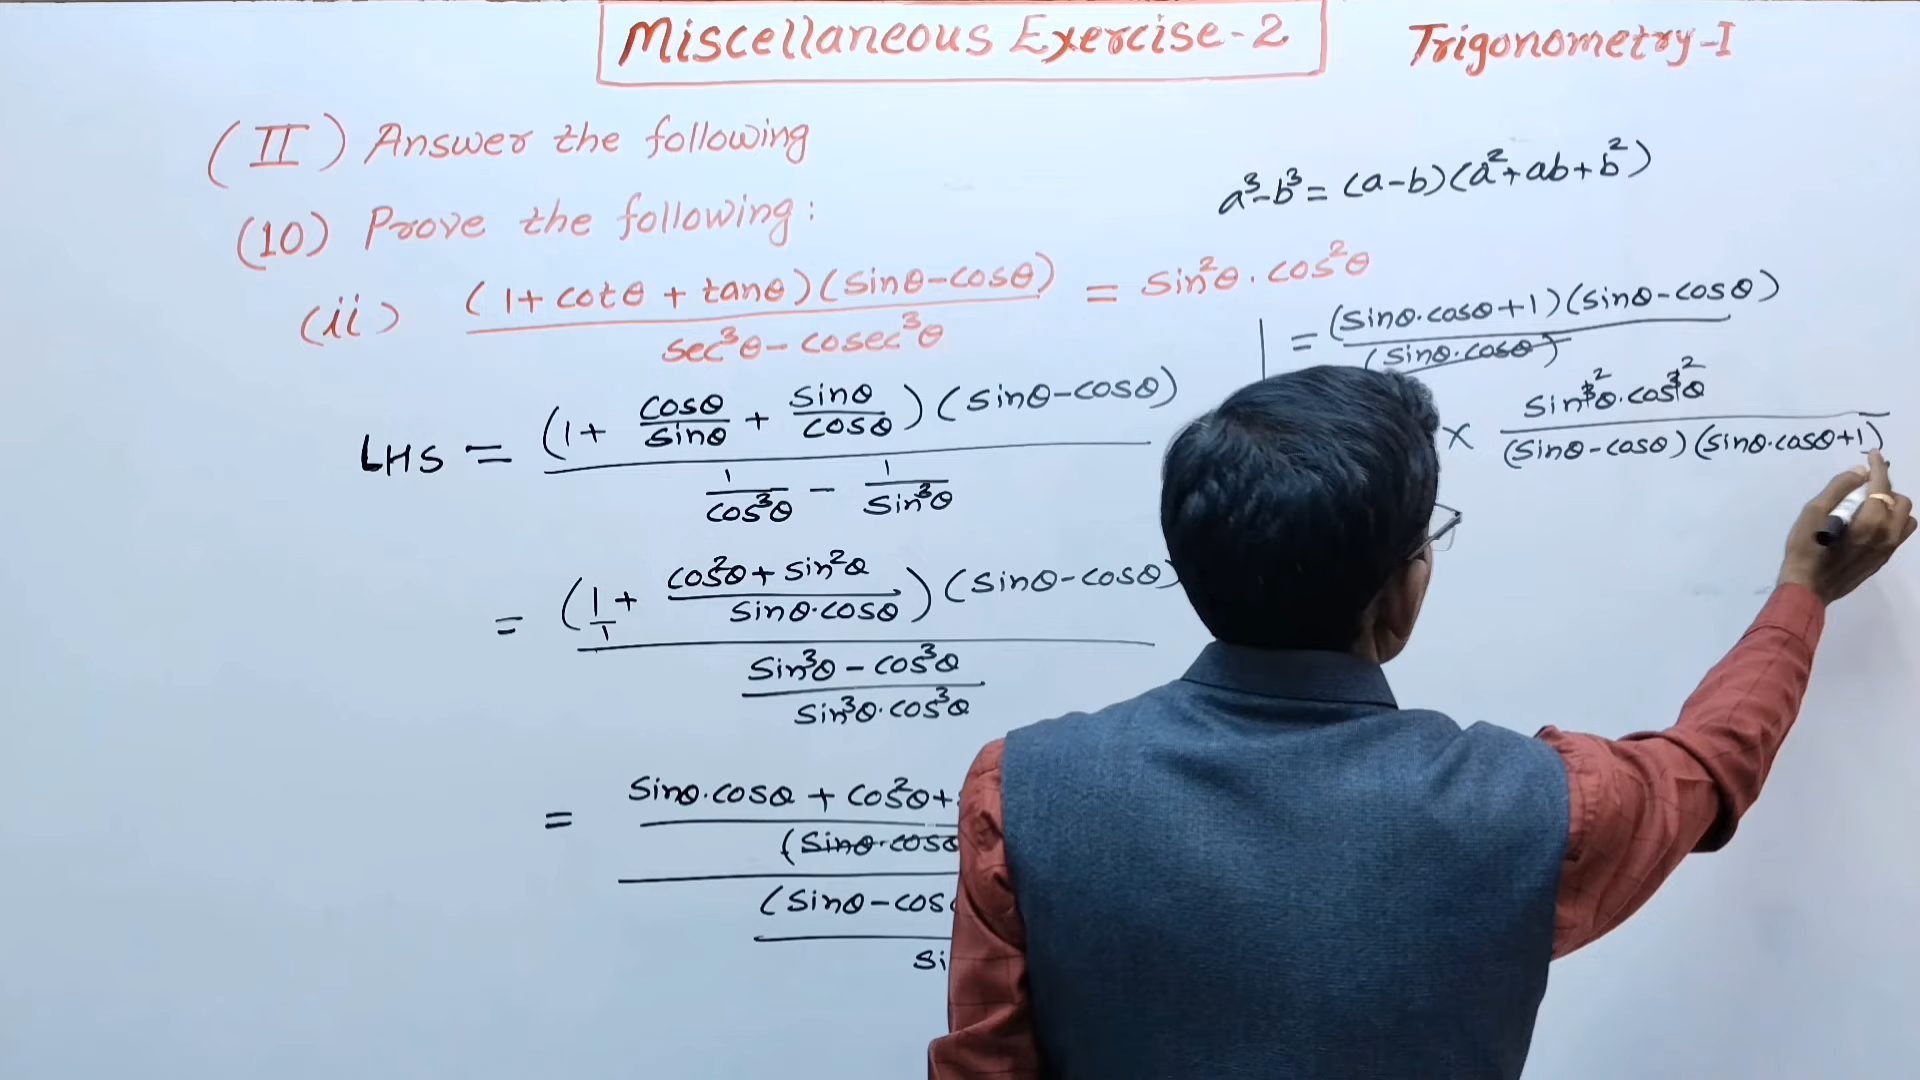 Miscellaneous Exercise-2
Trigonometry-I
(II) Answer the following
(10) Prove the following:
(ii) (1+cotθ+tanθ)(sinθ-cosθ) / sec³θ-cosec³θ = sin²θ.cos²θ
LHS = (1+ cosθ/sinθ + sinθ/cosθ)(sinθ-cosθ) / 1/cos³θ - 1/sin³θ
= (1/1 + cos²θ+sin²θ / sinθ.cosθ)(sinθ-cosθ) / sin³θ-cos³θ / sin³θ.cos³θ
= sinθ.cosθ + cos²θ+
(sinθ.cosθ
(sinθ-cosθ
a³-b³=(a-b)(a²+ab+b²)
= (sinθ.cosθ+1)(sinθ-cosθ) / (sinθ.cosθ)
× sin³²θ.cos³²θ / (sinθ-cosθ)(sinθ.cosθ+1)